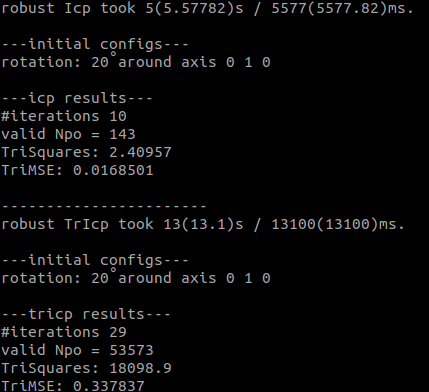 robust Icp took 5(5.57782)s / 5577(5577.82)ms.
---initial configs---
rotation: 20°around axis 0 1 0
---icp results---
#iterations 10
valid Npo = 143
TriSquares: 2.40957
TriMSE: 0.0168501
-----------------------
robust TrIcp took 13(13.1)s / 13100(13100)ms.
---initial configs---
rotation: 20°around axis 0 1 0
---tricp results---
#iterations 29
valid Npo = 53573
TriSquares: 18098.9
TriMSE: 0.337837